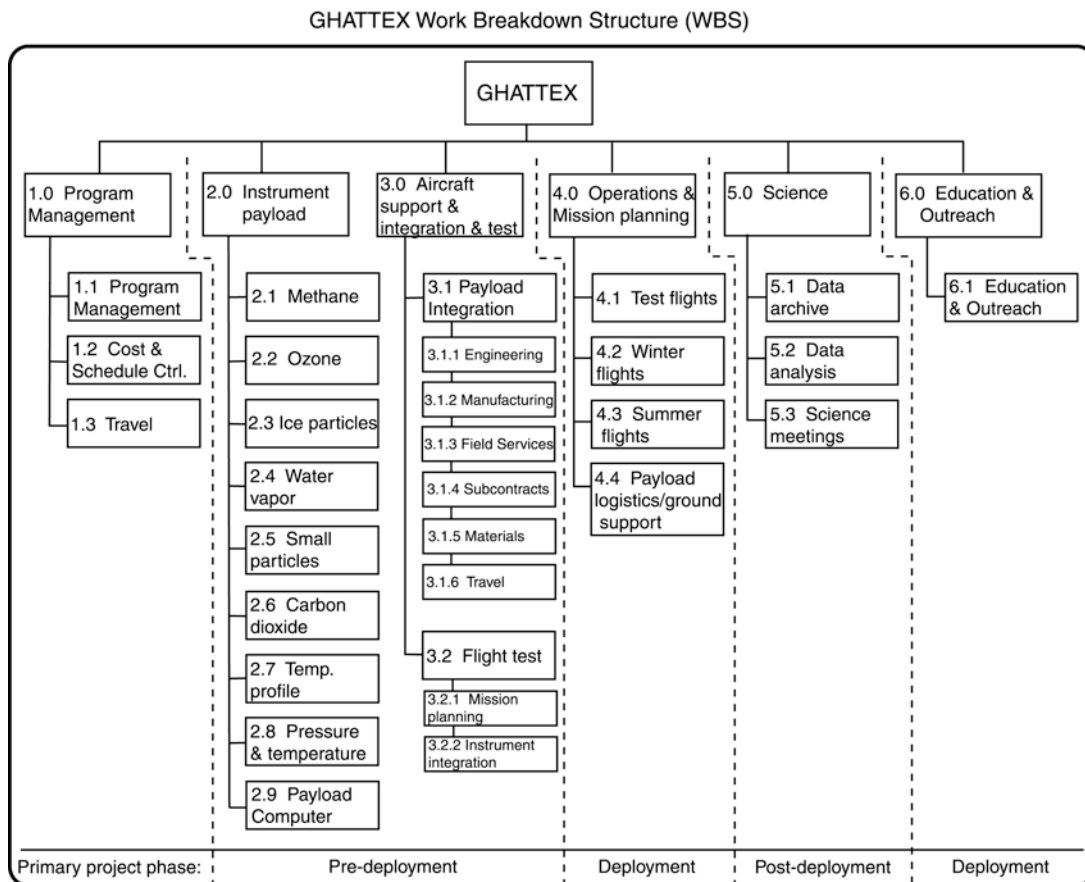 GHATTEX Work Breakdown Structure (WBS)
GHATTEX
1.0 Program
Management
1.1 Program
Management
1.2 Cost &
Schedule Ctrl.
1.3 Travel
2.0 Instrument
payload
2.1 Methane
2.2 Ozone
2.3 Ice particles
2.4 Water
vapor
2.5 Small
particles
2.6 Carbon
dioxide
2.7 Temp.
profile
2.8 Pressure
& temperature
2.9 Payload
Computer
3.0 Aircraft
support &
integration & test
3.1 Payload
Integration
3.1.1 Engineering
3.1.2 Manufacturing
3.1.3 Field Services
3.1.4 Subcontracts
3.1.5 Materials
3.1.6 Travel
3.2 Flight test
3.2.1 Mission
planning
3.2.2 Instrument
integration
4.0 Operations &
Mission planning
4.1 Test flights
4.2 Winter
flights
4.3 Summer
flights
4.4 Payload
logistics/ground
support
5.0 Science
5.1 Data
archive
5.2 Data
analysis
5.3 Science
meetings
6.0 Education &
Outreach
6.1 Education
& Outreach
Primary project phase: Pre-deployment Deployment Post-deployment Deployment